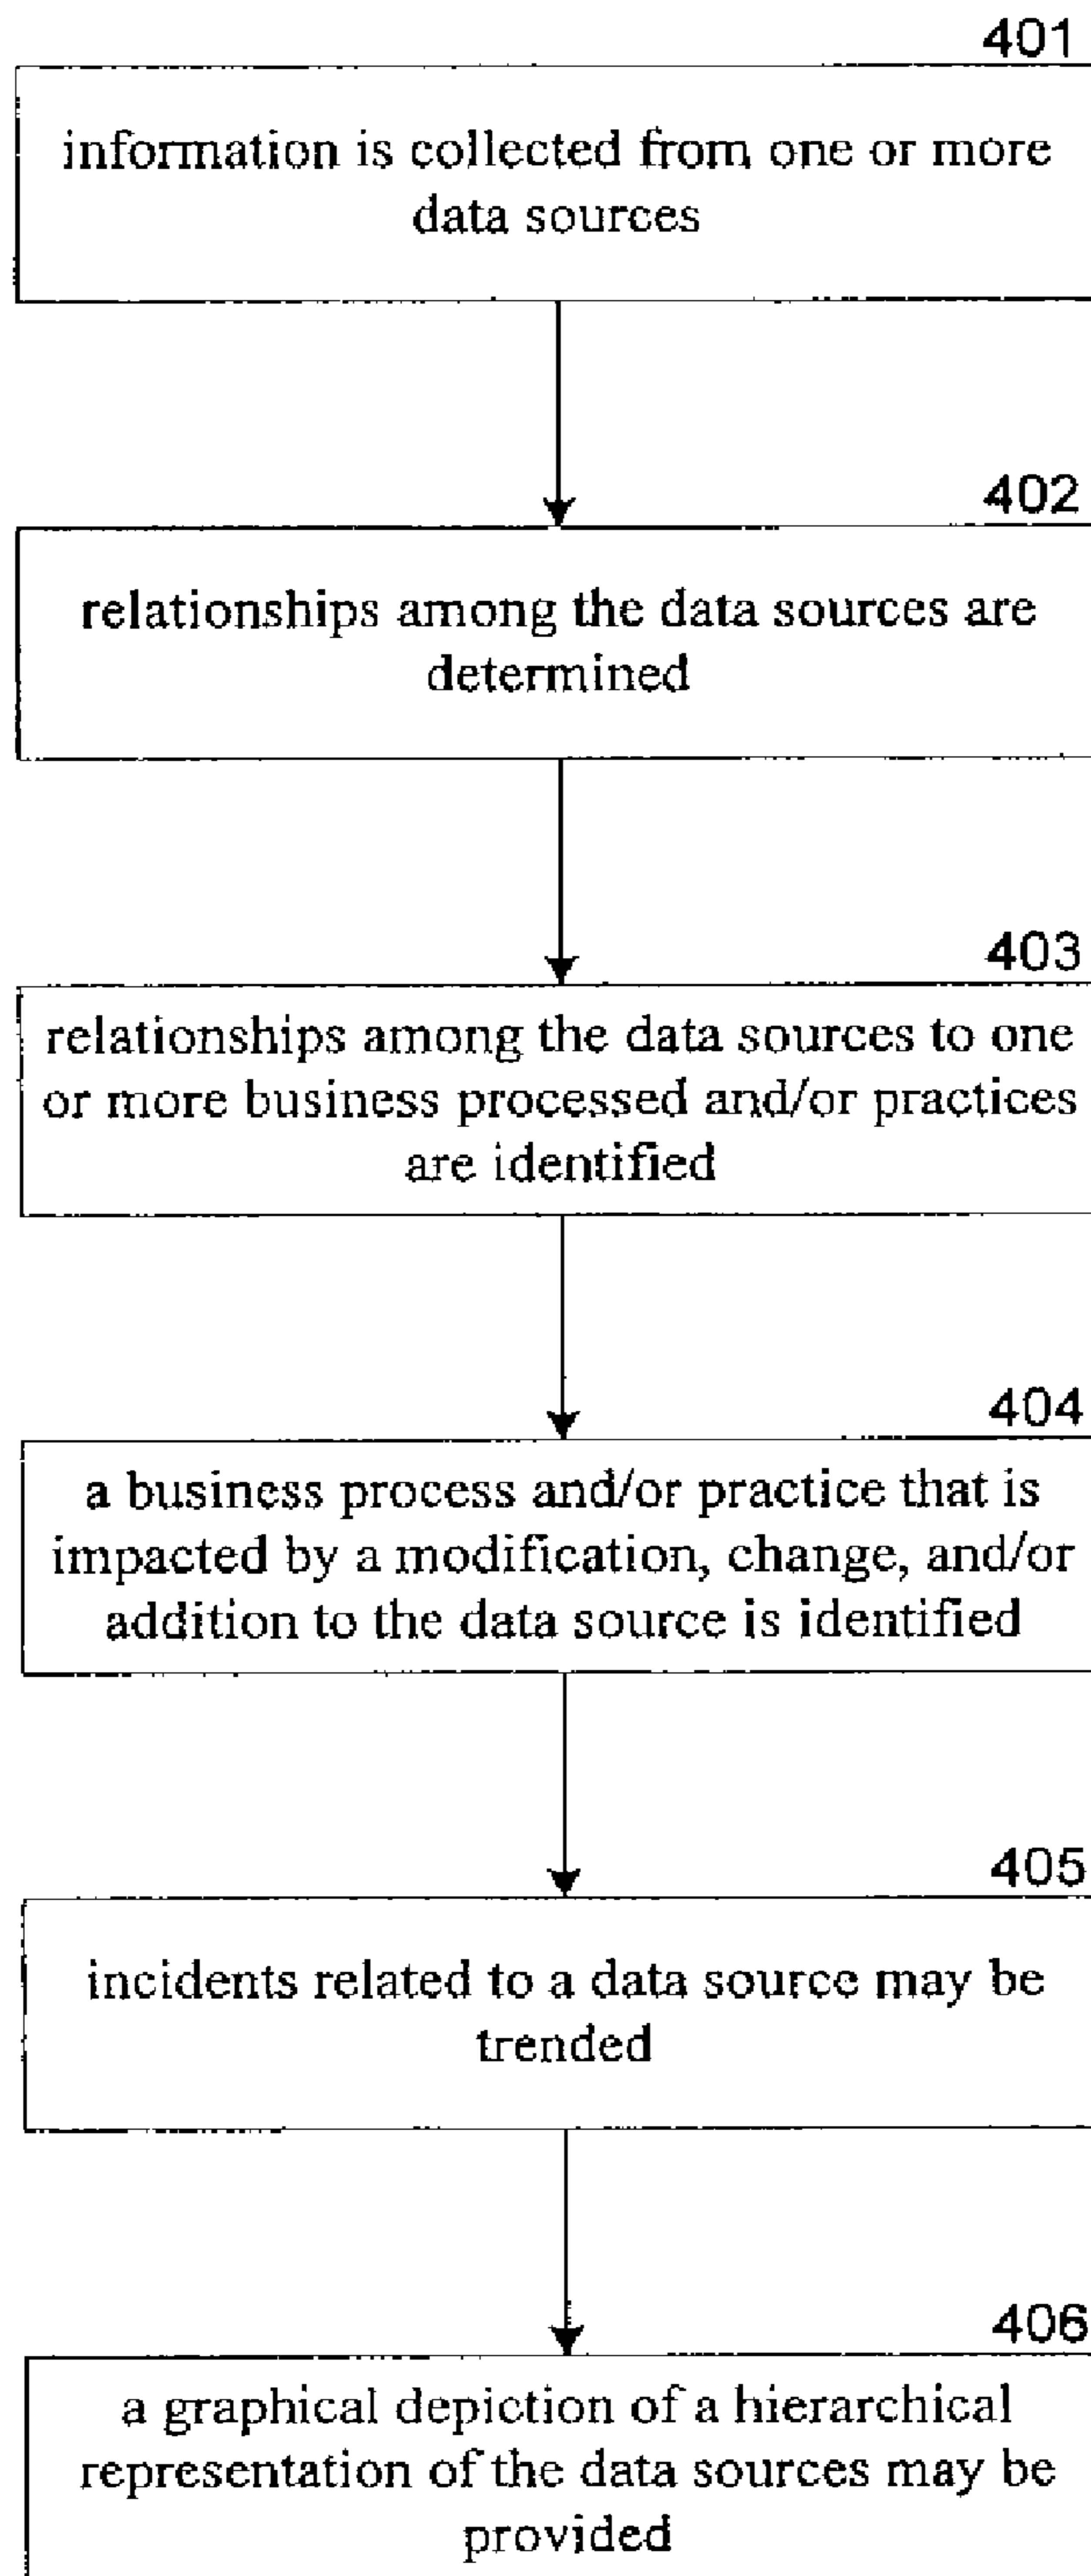 401
information is collected from one or more
data sources
402
relationships among the data sources are
determined
403
relationships among the data sources to one
or more business processed and/or practices
are identified
404
a business process and/or practice that is
impacted by a modification, change, and/or
addition to the data source is identified
405
incidents related to a data source may be
trended
406
a graphical depiction of a hierarchical
representation of the data sources may be
provided